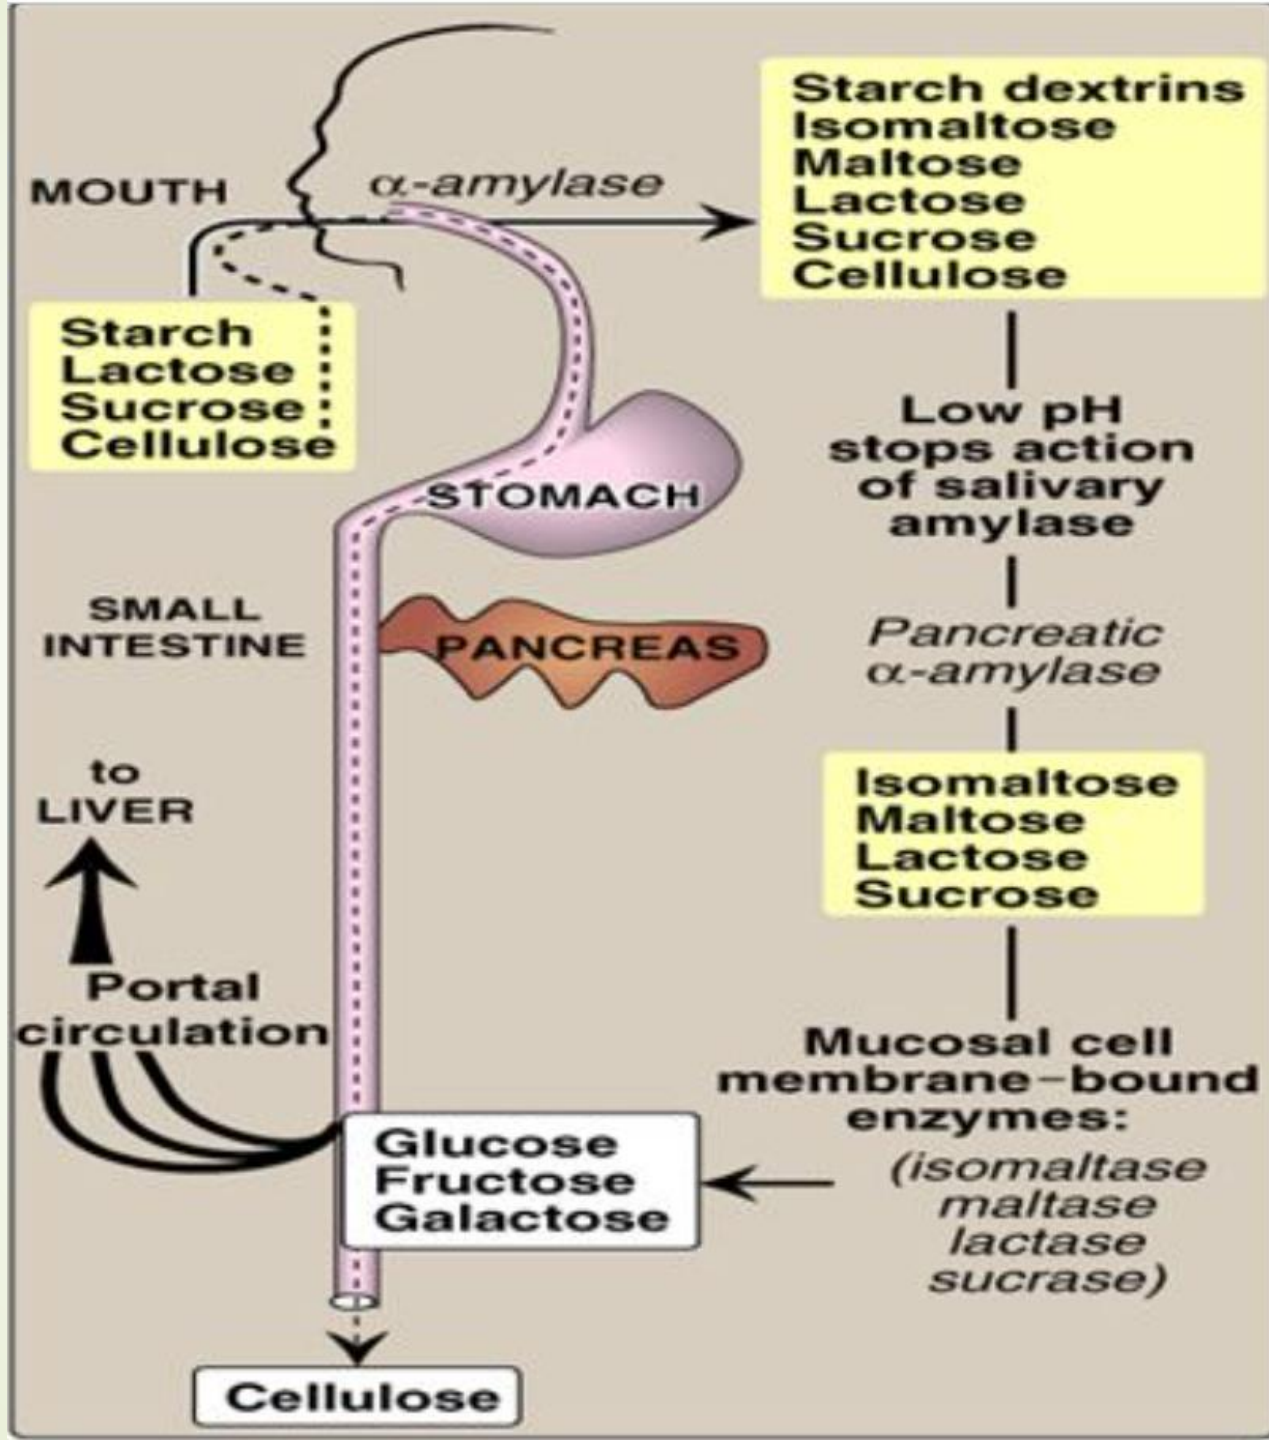 MOUTH
α-amylase
Starch dextrins
Isomaltose
Maltose
Lactose
Sucrose
Cellulose
Starch
Lactose
Sucrose
Cellulose
Low pH
stops action
of salivary
amylase
STOMACH
SMALL
INTESTINE
PANCREAS
Pancreatic
α-amylase
to
LIVER
Isomaltose
Maltose
Lactose
Sucrose
Portal
circulation
Mucosal cell
membrane–bound
enzymes:
(isomaltase
maltase
lactase
sucrase)
Glucose
Fructose
Galactose
Cellulose